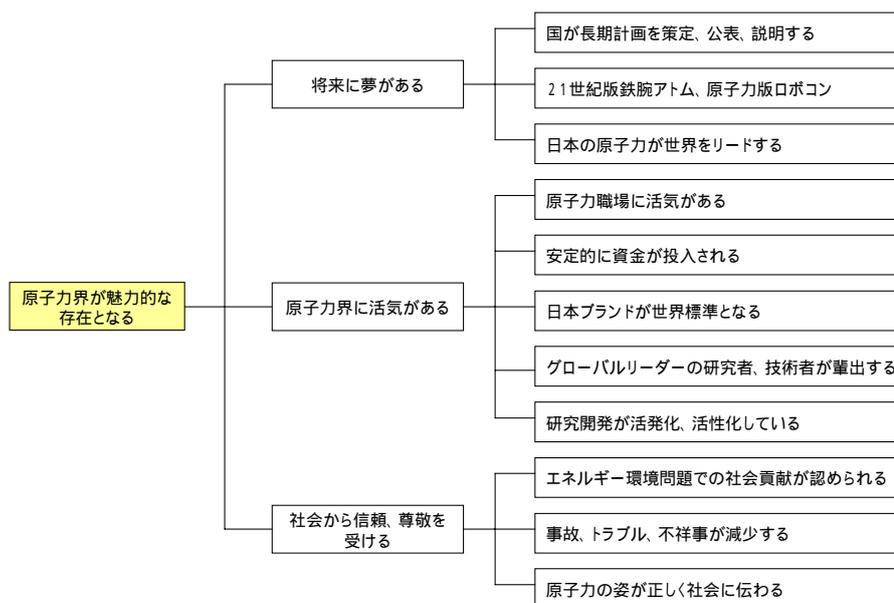 国が長期計画を策定、公表、説明する
将来に夢がある
21世紀版鉄腕アトム、原子力版ロボコン
日本の原子力が世界をリードする
原子力職場に活気がある
安定的に資金が投入される
原子力界が魅力的な
存在となる
原子力界に活気がある
日本ブランドが世界標準となる
グローバルリーダーの研究者、技術者が輩出する
研究開発が活発化、活性化している
エネルギー環境問題での社会貢献が認められる
社会から信頼、尊敬を
受ける
事故、トラブル、不祥事が減少する
原子力の姿が正しく社会に伝わる